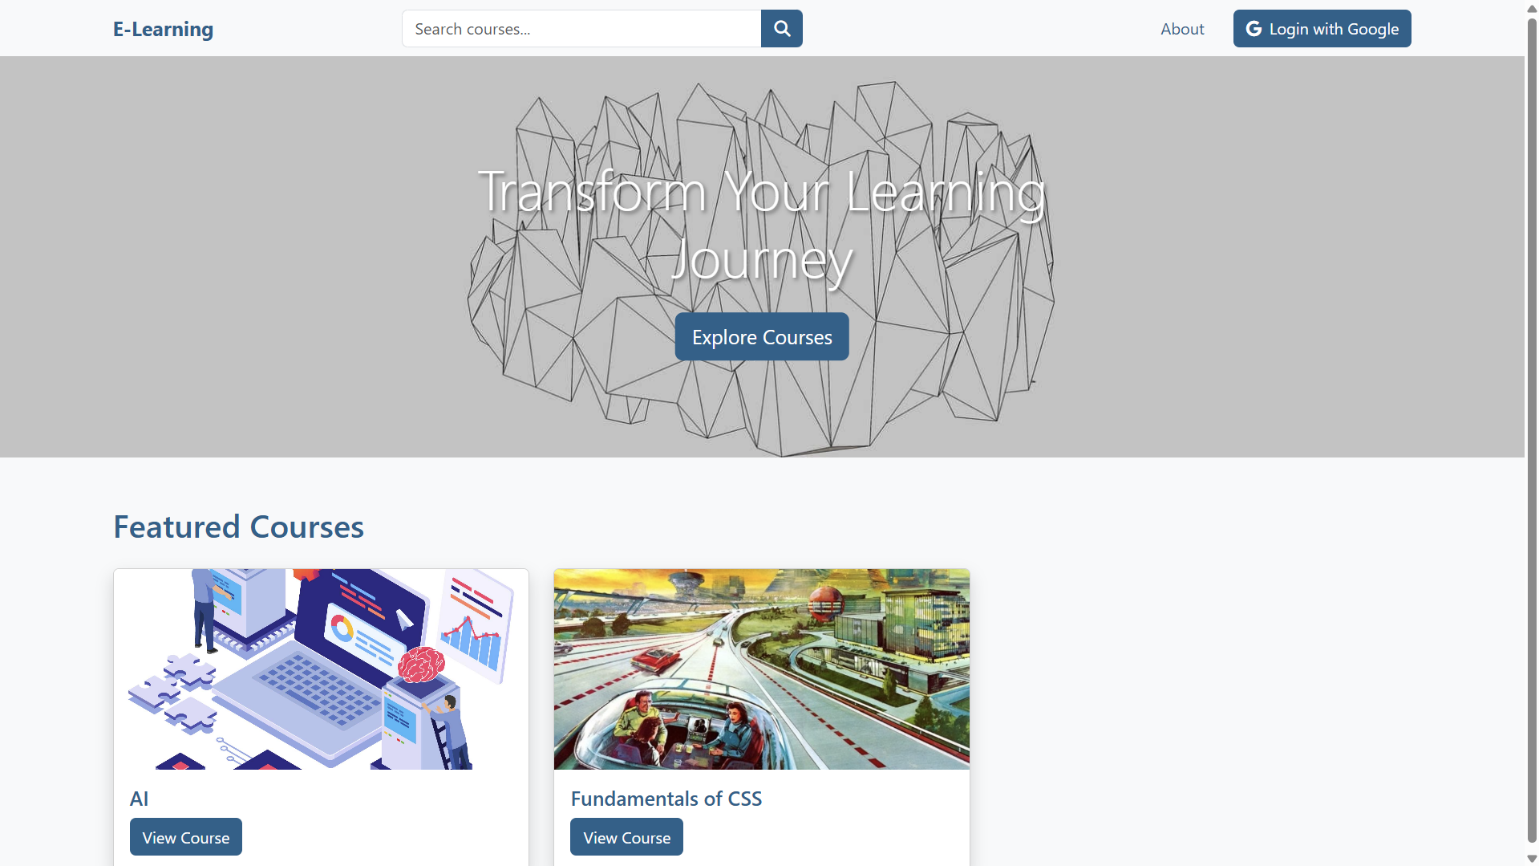 E-Learning
Search courses...
About
Login with Google
Transform Your Learning
Journey
Explore Courses
Featured Courses
AI
View Course
Fundamentals of CSS
View Course